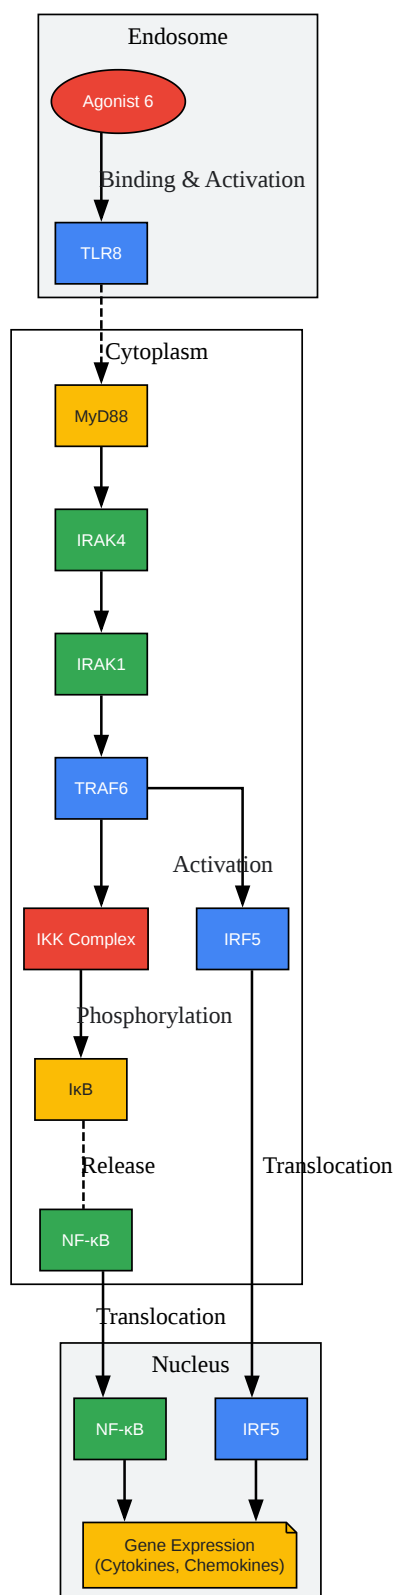 Endosome
Agonist 6
Binding & Activation
TLR8
Cytoplasm
MyD88
IRAK4
IRAK1
TRAF6
Activation
IKK Complex
IRF5
Phosphorylation
IκB
Release
Translocation
NF-κB
Translocation
Nucleus
NF-κB
IRF5
Gene Expression
(Cytokines, Chemokines)